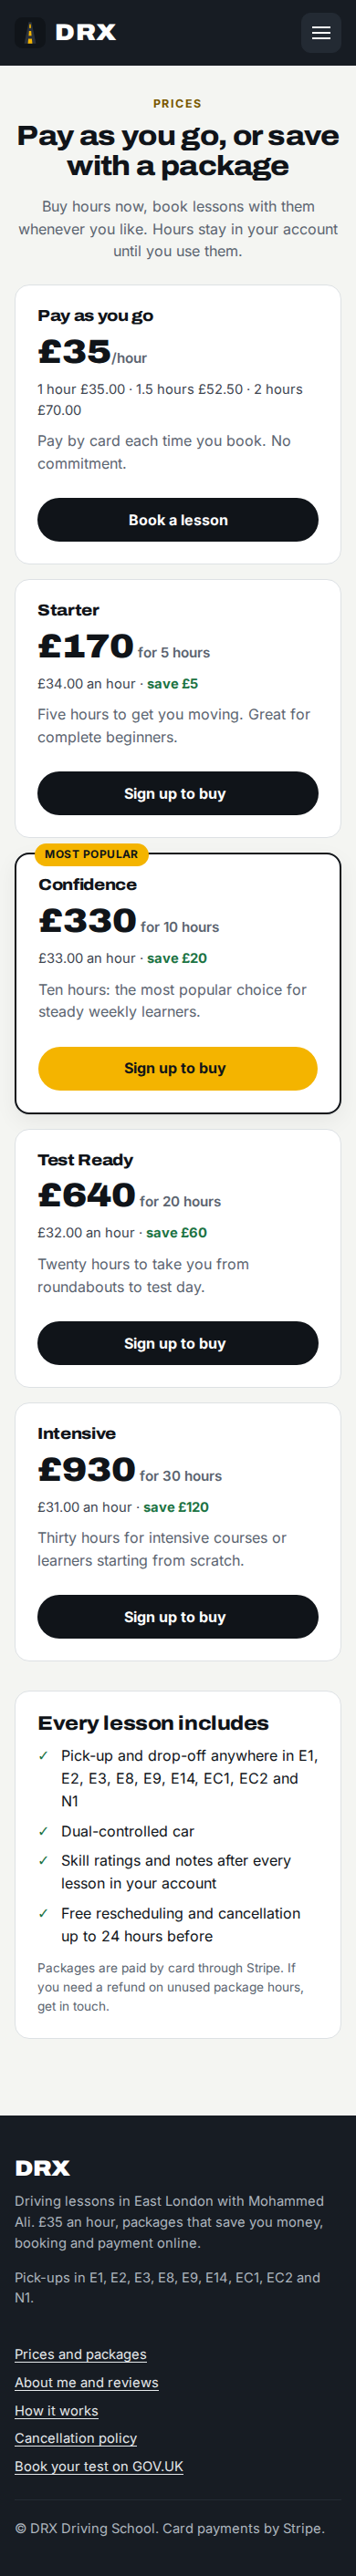 DRX
PRICES
Pay as you go, or save
with a package
Buy hours now, book lessons with them
whenever you like. Hours stay in your account
until you use them.
Pay as you go
£35/hour
1 hour £35.00 · 1.5 hours £52.50 · 2 hours
£70.00
Pay by card each time you book. No
commitment.
Book a lesson
Starter
£170 for 5 hours
£34.00 an hour · save £5
Five hours to get you moving. Great for
complete beginners.
Sign up to buy
MOST POPULAR
Confidence
£330 for 10 hours
£33.00 an hour · save £20
Ten hours: the most popular choice for
steady weekly learners.
Sign up to buy
Test Ready
£640 for 20 hours
£32.00 an hour · save £60
Twenty hours to take you from
roundabouts to test day.
Sign up to buy
Intensive
£930 for 30 hours
£31.00 an hour · save £120
Thirty hours for intensive courses or
learners starting from scratch.
Sign up to buy
Every lesson includes
✓ Pick-up and drop-off anywhere in E1,
E2, E3, E8, E9, E14, EC1, EC2 and
N1
✓ Dual-controlled car
✓ Skill ratings and notes after every
lesson in your account
✓ Free rescheduling and cancellation
up to 24 hours before
Packages are paid by card through Stripe. If
you need a refund on unused package hours,
get in touch.
DRX
Driving lessons in East London with Mohammed
Ali. £35 an hour, packages that save you money,
booking and payment online.
Pick-ups in E1, E2, E3, E8, E9, E14, EC1, EC2 and
N1.
Prices and packages
About me and reviews
How it works
Cancellation policy
Book your test on GOV.UK
© DRX Driving School. Card payments by Stripe.